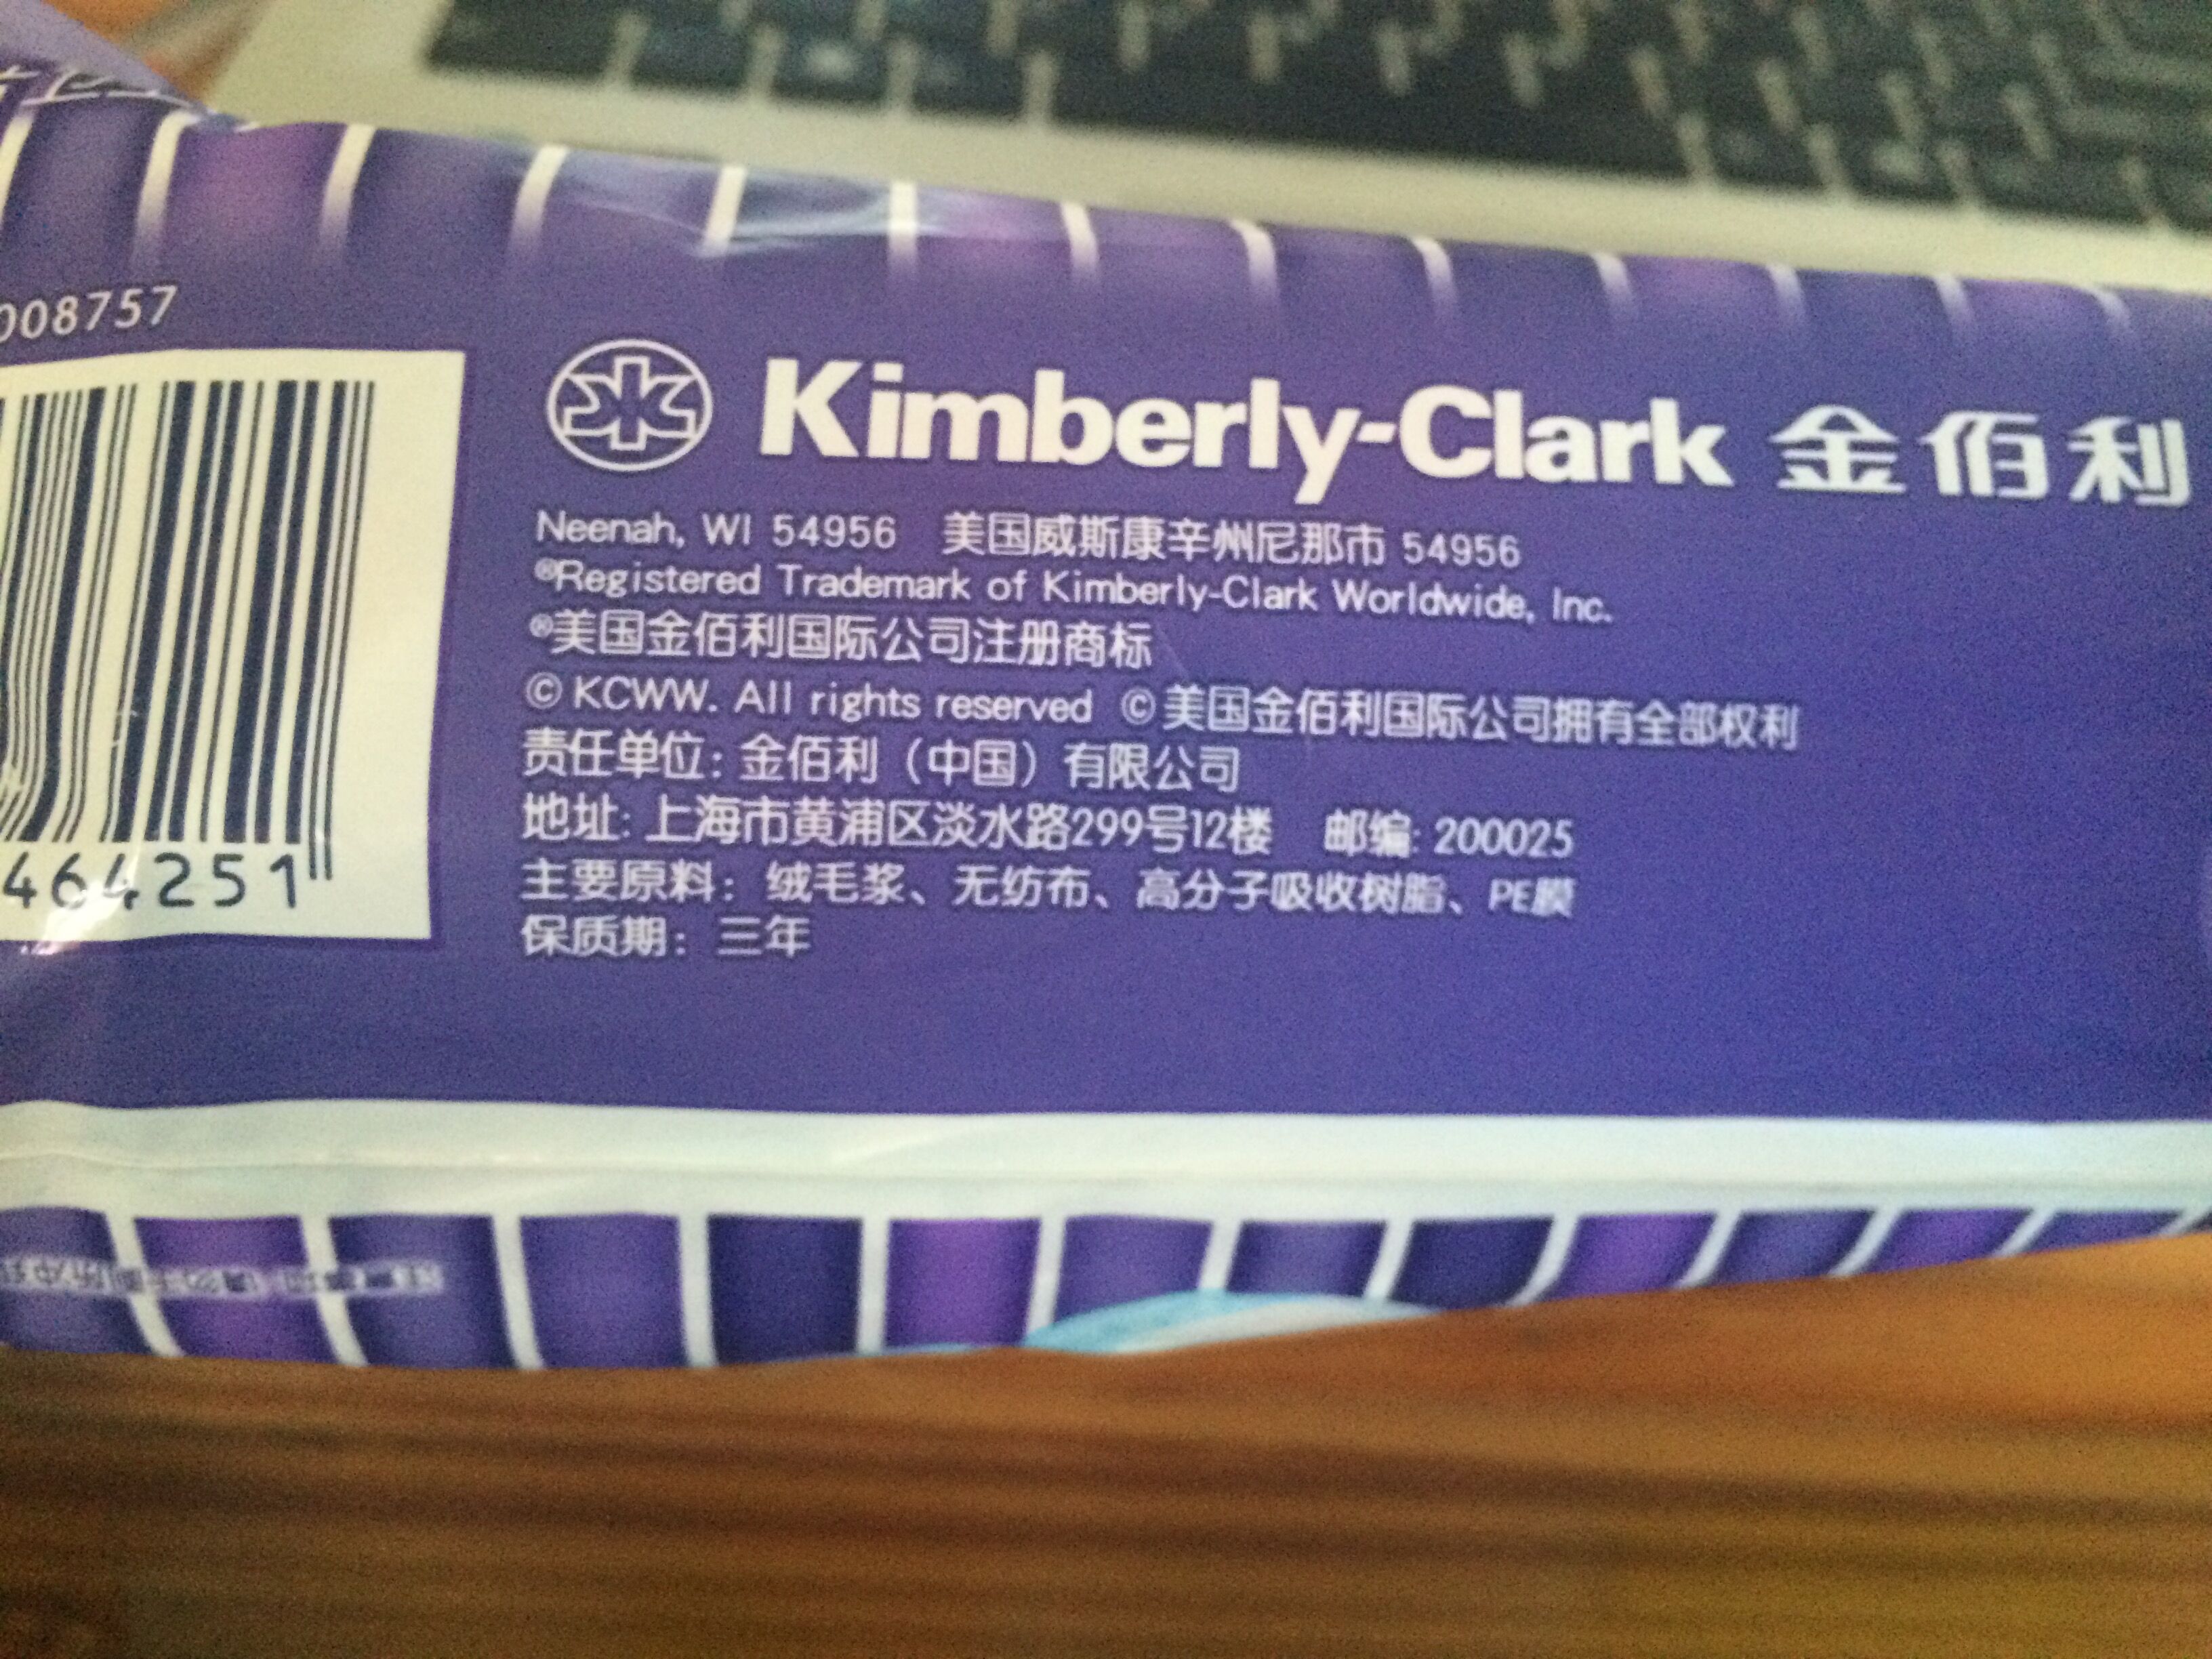 008757
Kimberly-Clark 金佰利
Neenah, WI 54956 美国威斯康辛州尼那市 54956
®Registered Trademark of Kimberly-Clark Worldwide, Inc.
®美国金佰利国际公司注册商标
© KCWW. All rights reserved ©美国金佰利国际公司拥有全部权利
责任单位: 金佰利（中国）有限公司
地址: 上海市黄浦区淡水路299号12楼 邮编: 200025
主要原料: 绒毛浆、无纺布、高分子吸收树脂、PE膜
保质期: 三年
464251